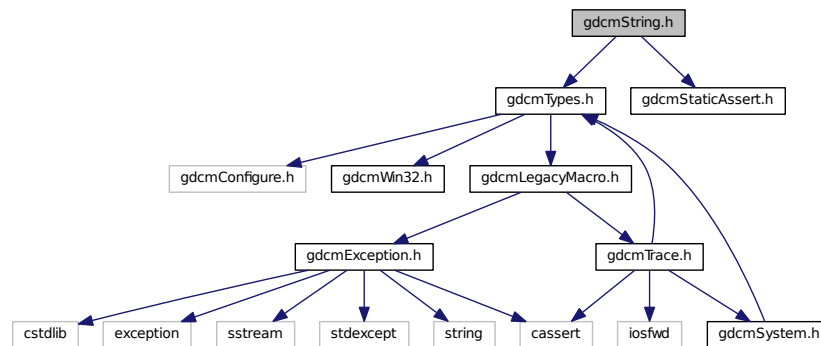 gdcmString.h
gdcmTypes.h
gdcmStaticAssert.h
gdcmConfigure.h
gdcmWin32.h
gdcmLegacyMacro.h
gdcmException.h
gdcmTrace.h
cstdlib
exception
sstream
stdexcept
string
cassert
iosfwd
gdcmSystem.h